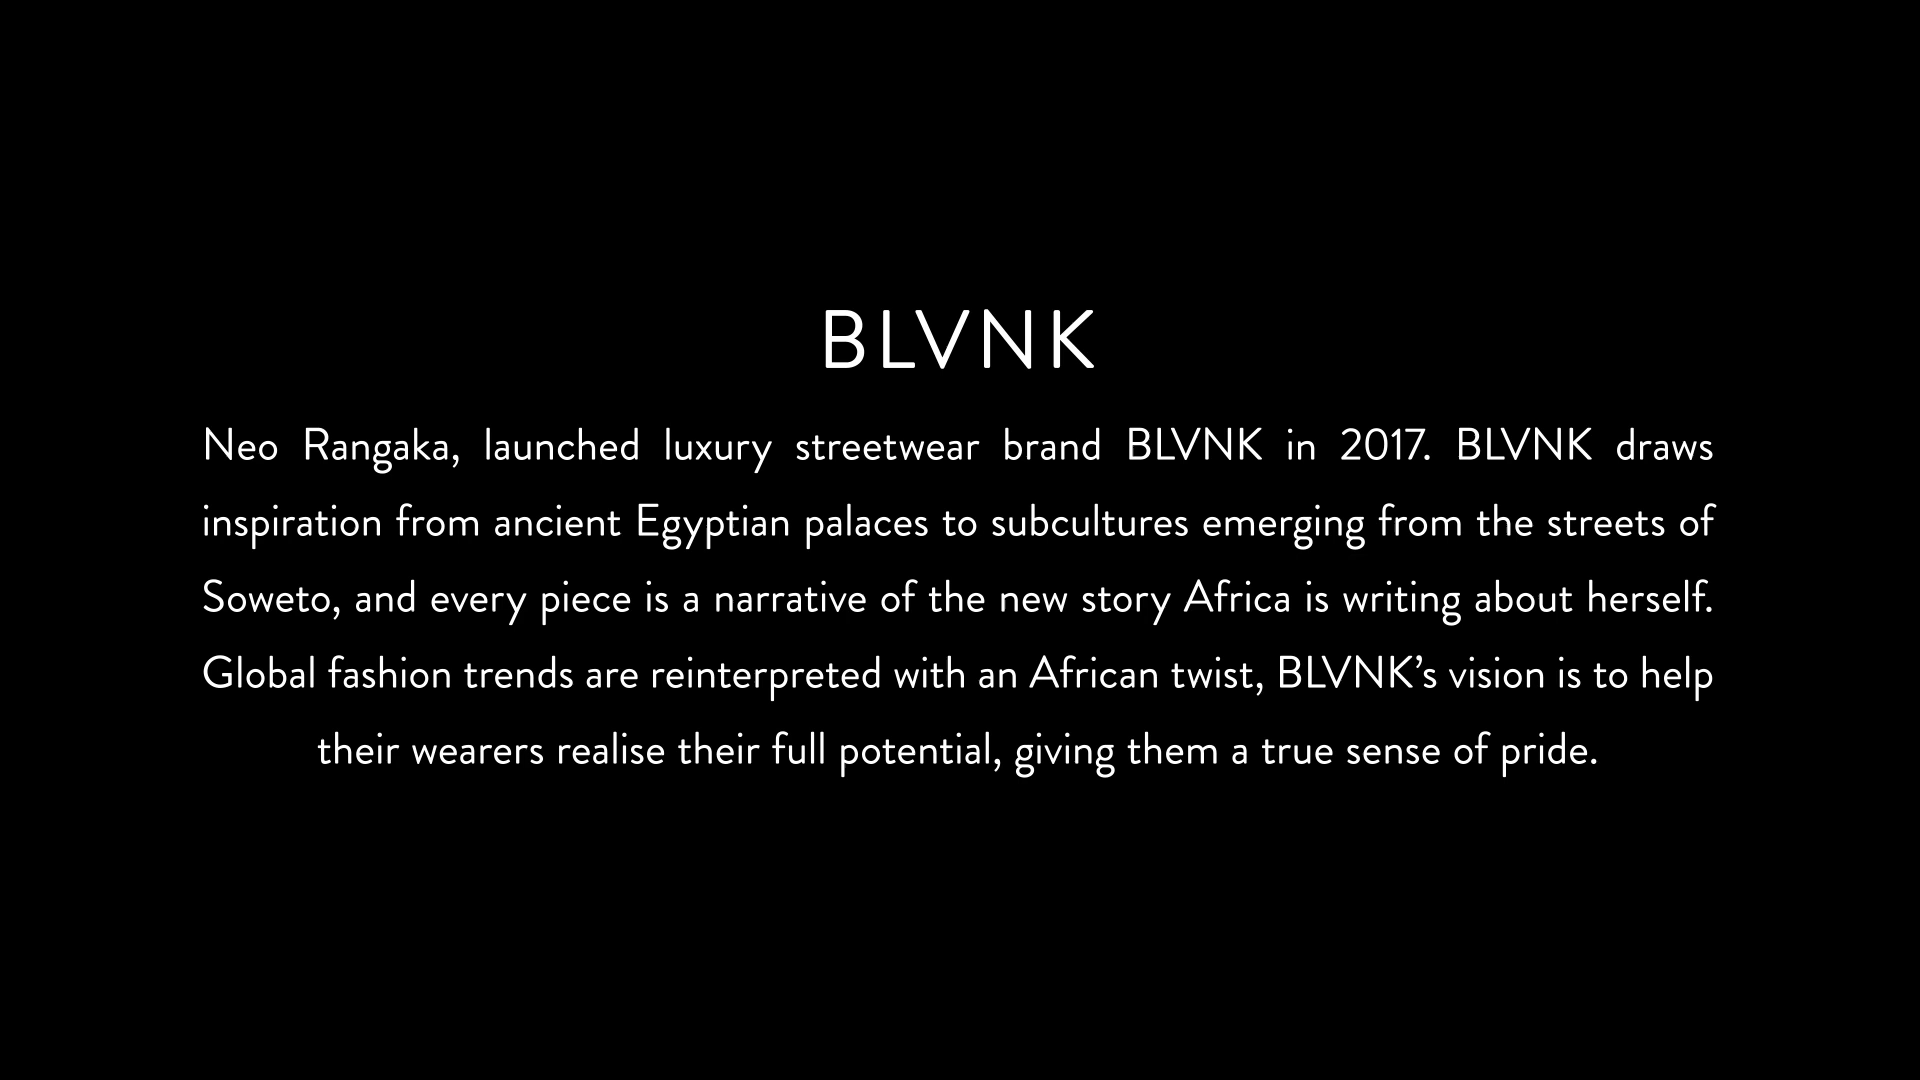 BLVNK
Neo Rangaka, launched luxury streetwear brand BLVNK in 2017. BLVNK draws
inspiration from ancient Egyptian palaces to subcultures emerging from the streets of
Soweto, and every piece is a narrative of the new story Africa is writing about herself.
Global fashion trends are reinterpreted with an African twist, BLVNK’s vision is to help
their wearers realise their full potential, giving them a true sense of pride.